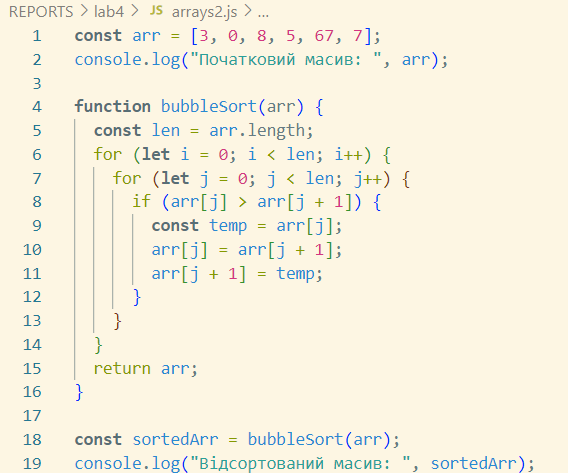 REPORTS > lab4 > JS arrays2.js > ...
1 const arr = [3, 0, 8, 5, 67, 7];
2 console.log("Початковий масив: ", arr);
3
4 function bubbleSort(arr) {
5 const len = arr.length;
6 for (let i = 0; i < len; i++) {
7 for (let j = 0; j < len; j++) {
8 if (arr[j] > arr[j + 1]) {
9 const temp = arr[j];
10 arr[j] = arr[j + 1];
11 arr[j + 1] = temp;
12 }
13 }
14 }
15 return arr;
16 }
17
18 const sortedArr = bubbleSort(arr);
19 console.log("Відсортований масив: ", sortedArr);